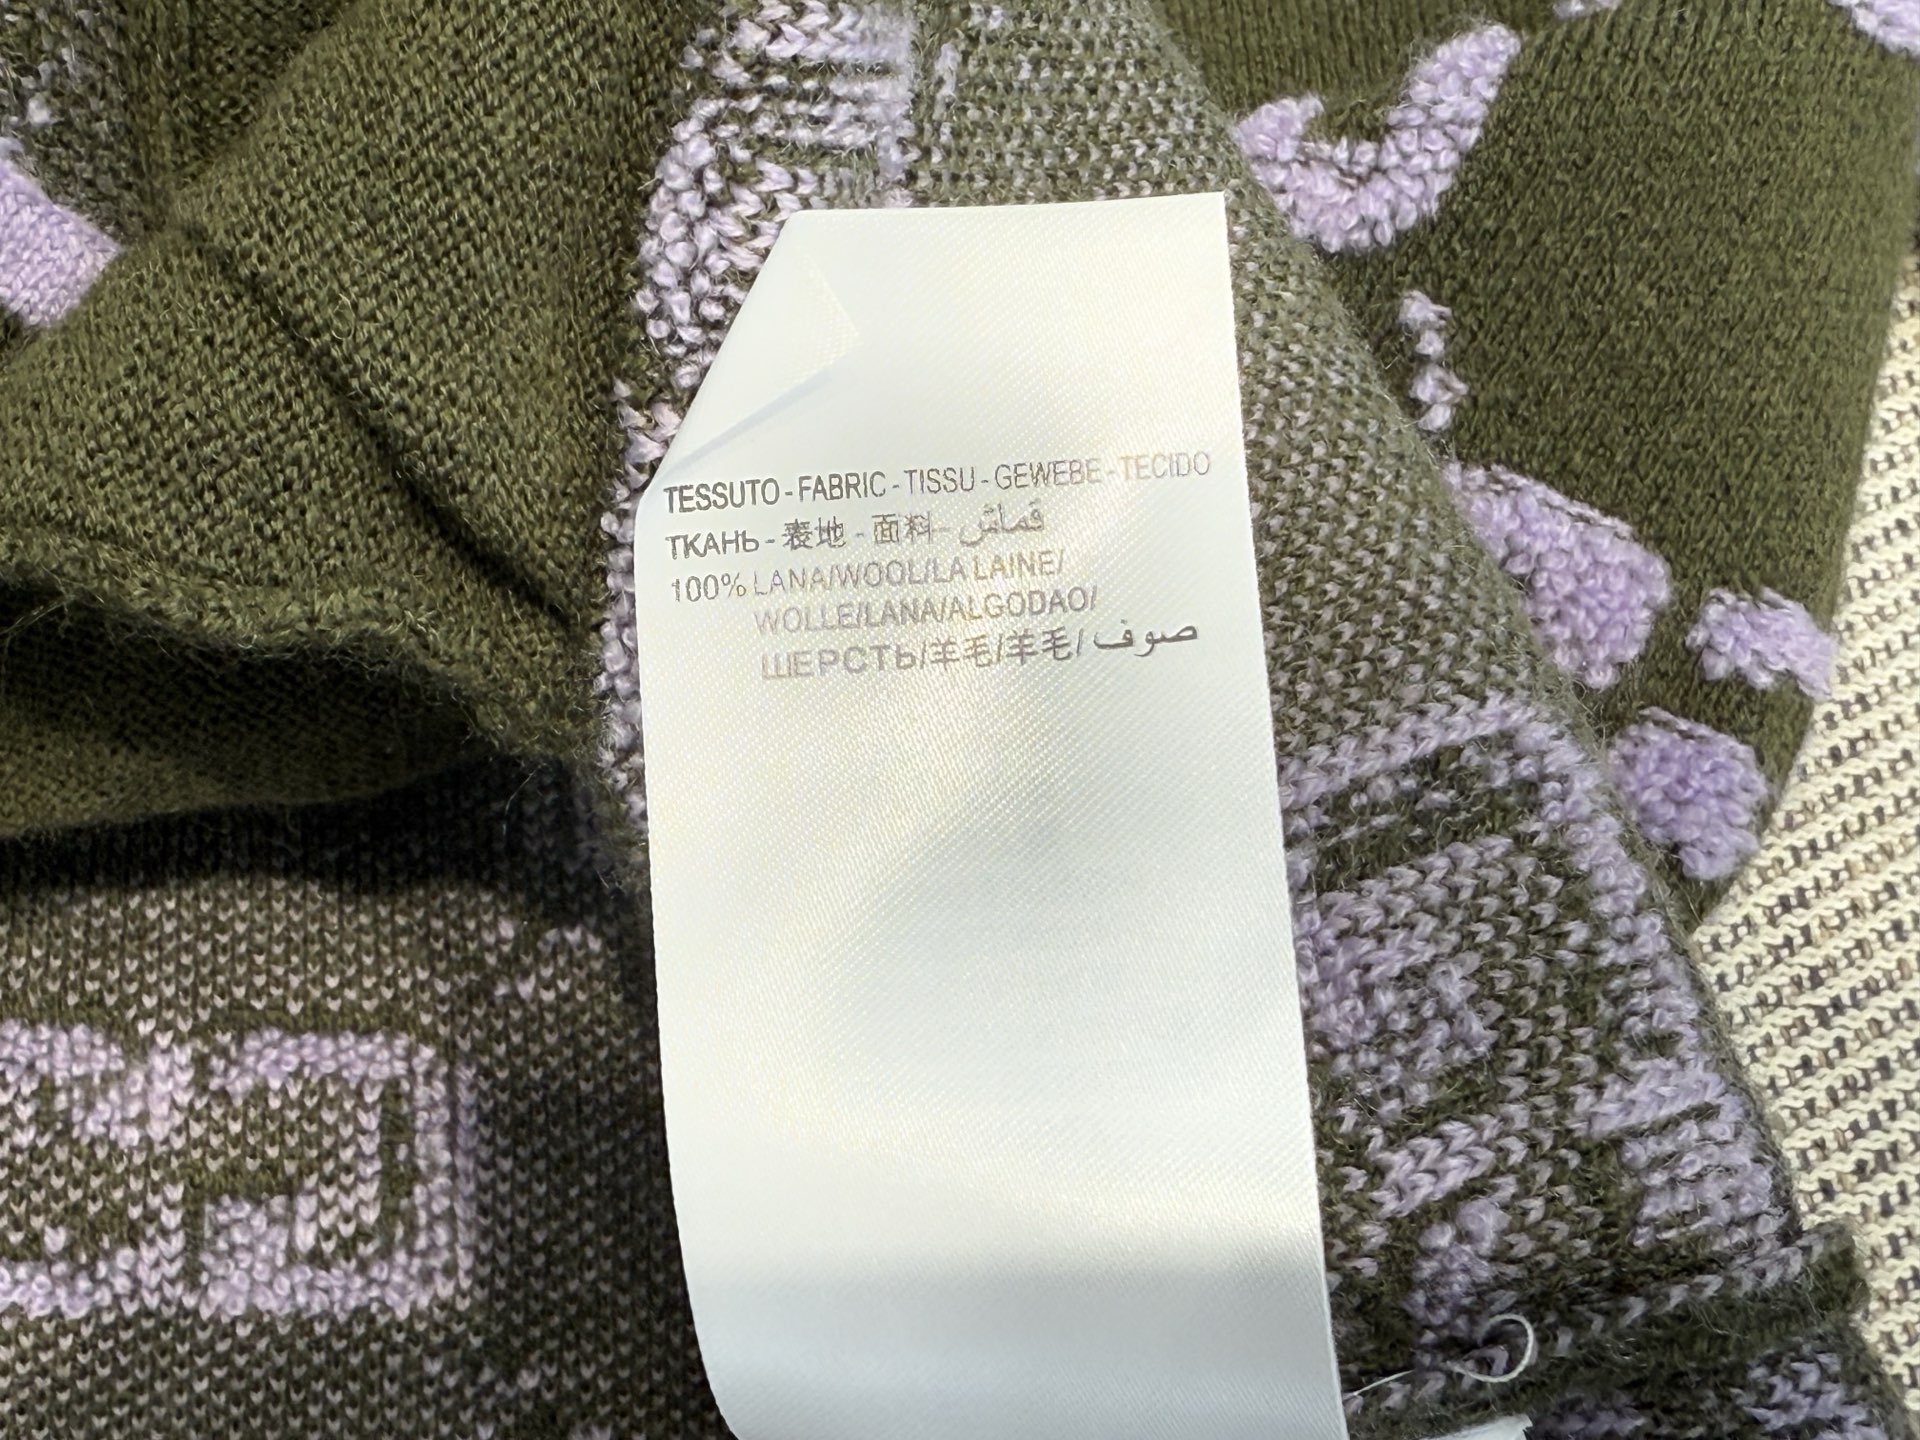 TESSUTO - FABRIC - TISSU - GEWEBE - TECIDO
ТКАНЬ - 表地 - 面料 - قماش
100% LANA/WOOL/LA LAINE/
WOLLE/LANA/ALGODAO/
ШЕРСТЬ/羊毛/羊毛/ صوف